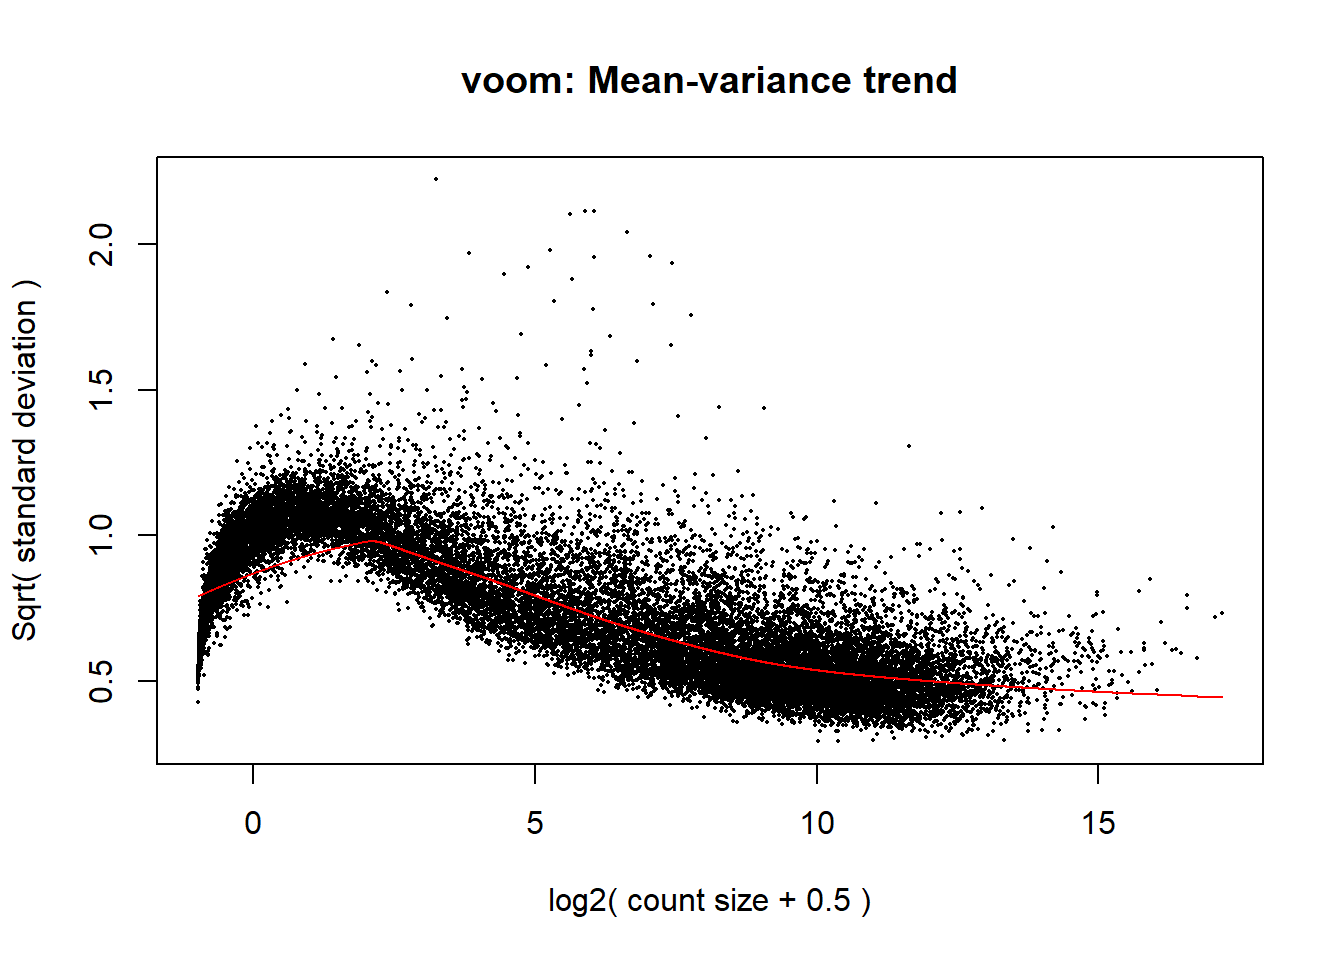 voom: Mean-variance trend
Sqrt( standard deviation )
2.0
1.5
1.0
0.5
0 5 10 15
log2( count size + 0.5 )